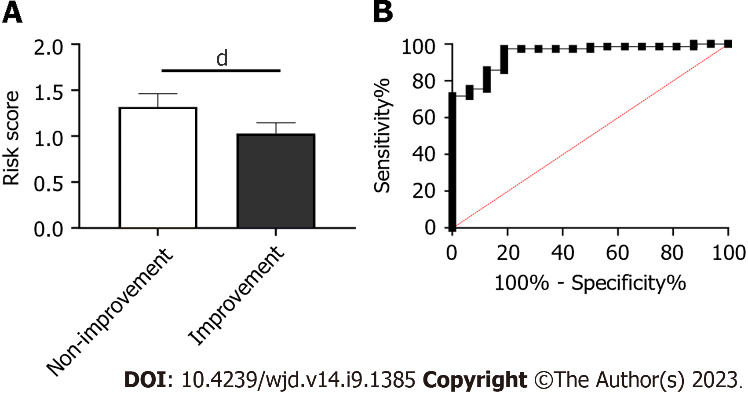 A
Risk score
2.0
1.5
1.0
0.5
0.0
d
Non-improvement
Improvement
B
Sensitivity%
100
80
60
40
20
0
0 20 40 60 80 100
100% - Specificity%
DOI: 10.4239/wjd.v14.i9.1385 Copyright ©The Author(s) 2023.